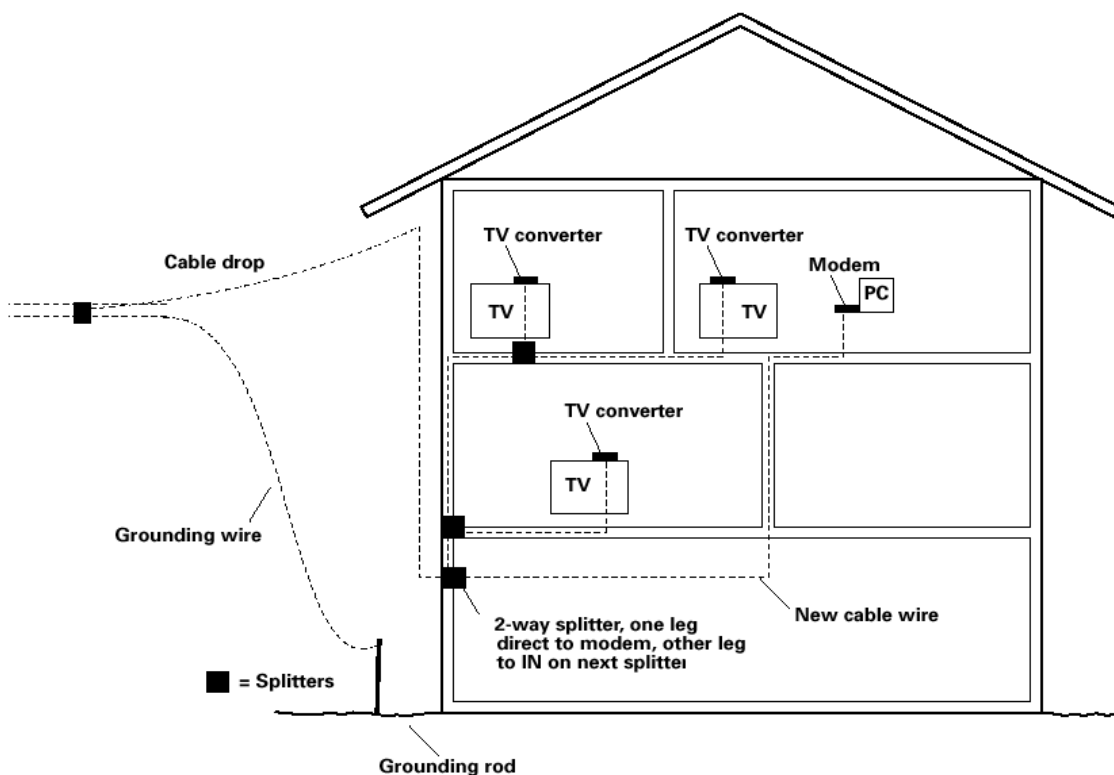 TV converter
TV converter
Cable drop
Modem
PC
TV
TV
TV converter
TV
Grounding wire
New cable wire
2-way splitter, one leg
direct to modem, other leg
to IN on next splitter
= Splitters
Grounding rod